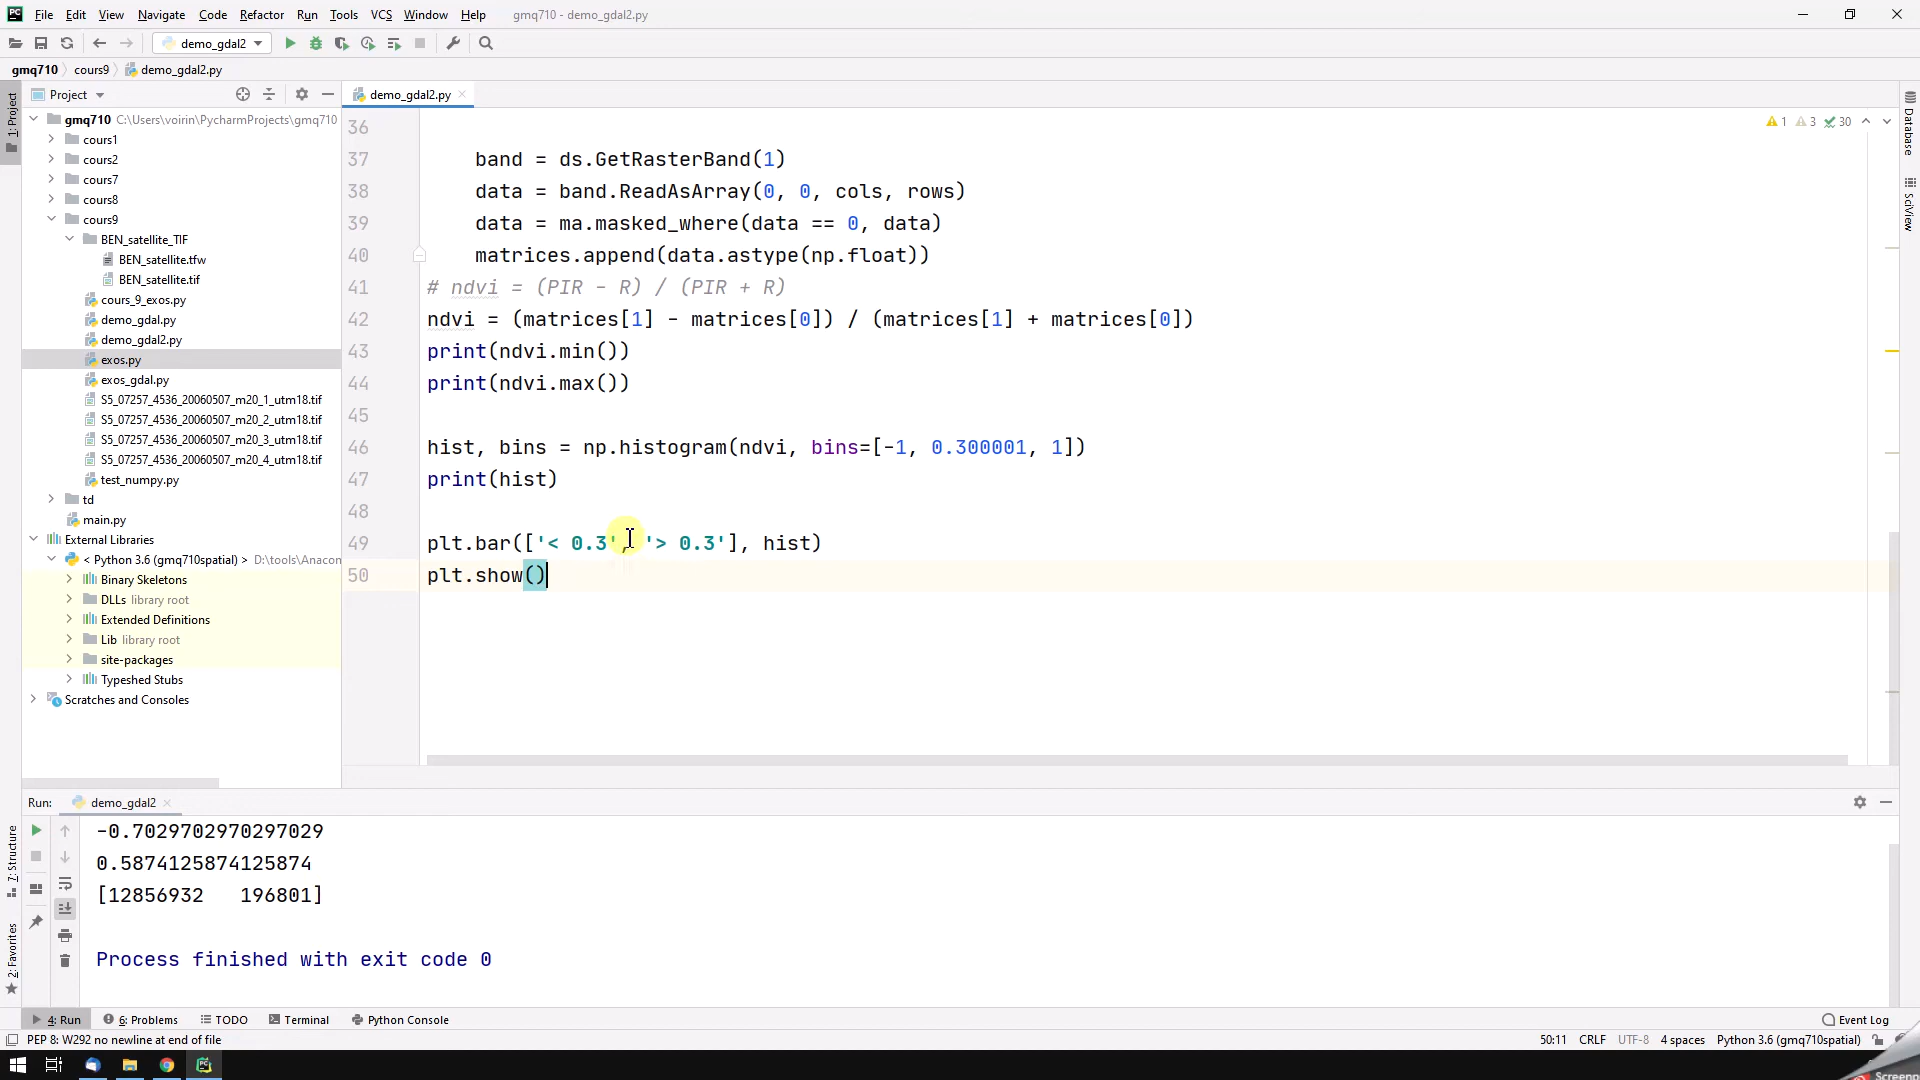 File Edit View Navigate Code Refactor Run Tools VCS Window Help gmq710 - demo_gdal2.py
demo_gdal2
gmq710 cours9 demo_gdal2.py
Project
demo_gdal2.py
1: Project
gmq710 C:\Users\voirin\PycharmProjects\gmq710
cours1
cours2
cours7
cours8
cours9
BEN_satellite_TIF
BEN_satellite.tfw
BEN_satellite.tif
cours_9_exos.py
demo_gdal.py
demo_gdal2.py
exos.py
exos_gdal.py
S5_07257_4536_20060507_m20_1_utm18.tif
S5_07257_4536_20060507_m20_2_utm18.tif
S5_07257_4536_20060507_m20_3_utm18.tif
S5_07257_4536_20060507_m20_4_utm18.tif
test_numpy.py
td
main.py
External Libraries
< Python 3.6 (gmq710spatial) > D:\tools\Anacon
Binary Skeletons
DLLs library root
Extended Definitions
Lib library root
site-packages
Typeshed Stubs
Scratches and Consoles
36
37 band = ds.GetRasterBand(1)
38 data = band.ReadAsArray(0, 0, cols, rows)
39 data = ma.masked_where(data == 0, data)
40 matrices.append(data.astype(np.float))
41 # ndvi = (PIR - R) / (PIR + R)
42 ndvi = (matrices[1] - matrices[0]) / (matrices[1] + matrices[0])
43 print(ndvi.min())
44 print(ndvi.max())
45
46 hist, bins = np.histogram(ndvi, bins=[-1, 0.300001, 1])
47 print(hist)
48
49 plt.bar(['< 0.3', '> 0.3'], hist)
50 plt.show()
1 3 30
Database
SciView
Run: demo_gdal2
-0.7029702970297029
0.5874125874125874
[12856932 196801]
Process finished with exit code 0
7: Structure
2: Favorites
4: Run 6: Problems TODO Terminal Python Console Event Log
PEP 8: W292 no newline at end of file 50:11 CRLF UTF-8 4 spaces Python 3.6 (gmq710spatial)